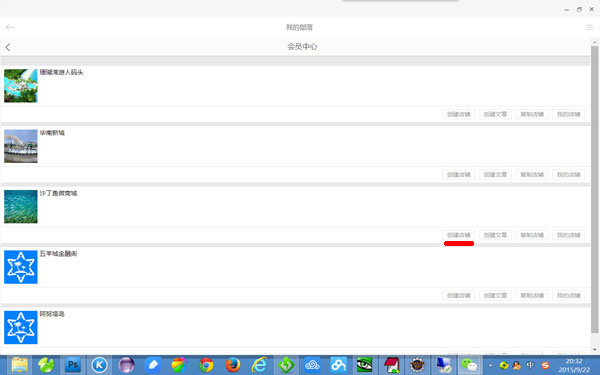 我的部落
会员中心
珊瑚湾游人码头
创建店铺 创建文章 复制店铺 我的店铺
华南新城
创建店铺 创建文章 复制店铺 我的店铺
沙丁鱼微商城
创建店铺 创建文章 复制店铺 我的店铺
五羊城金融街
创建店铺 创建文章 复制店铺 我的店铺
阿努塔岛
中
20:32
2015/9/22